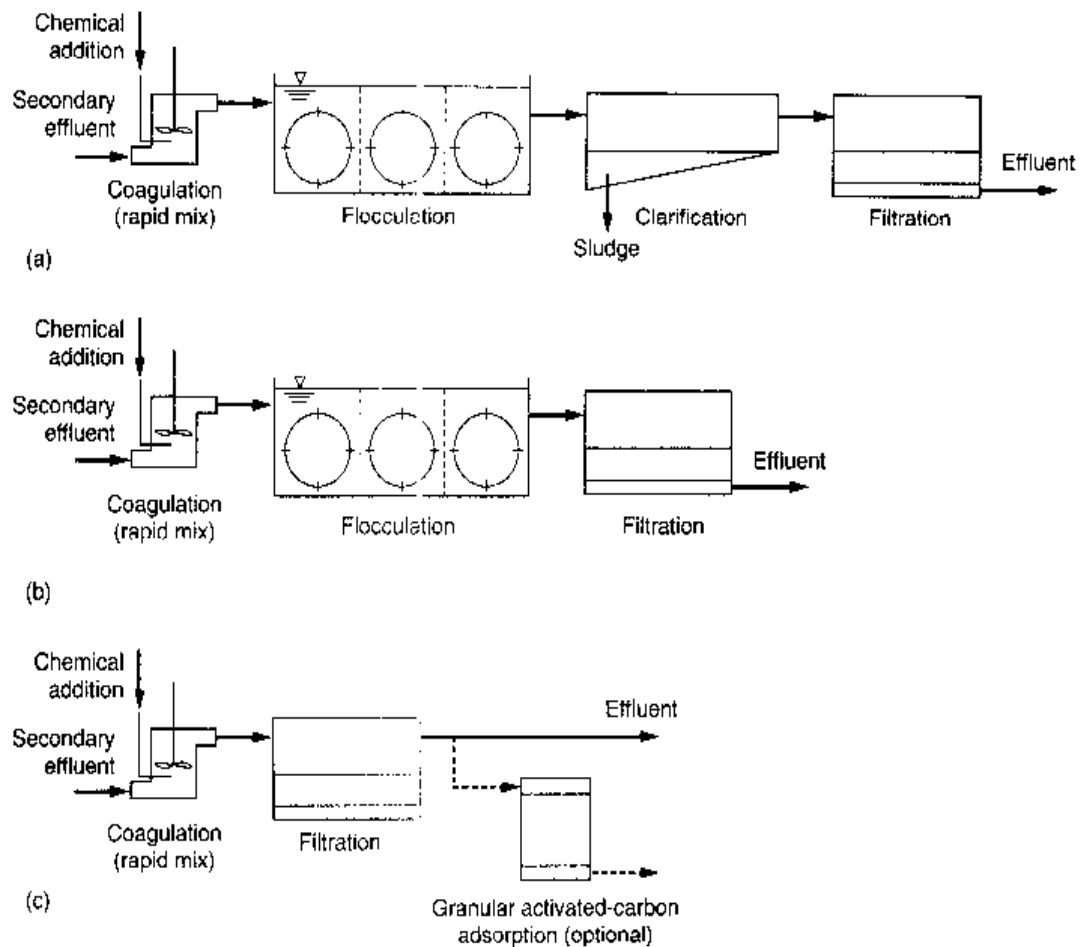 Chemical
addition
Secondary
effluent
Coagulation
(rapid mix)
Flocculation
Clarification
Sludge
Filtration
Effluent
(a)
Chemical
addition
Secondary
effluent
Coagulation
(rapid mix)
Flocculation
Filtration
Effluent
(b)
Chemical
addition
Secondary
effluent
Coagulation
(rapid mix)
Filtration
Effluent
Granular activated-carbon
adsorption (optional)
(c)